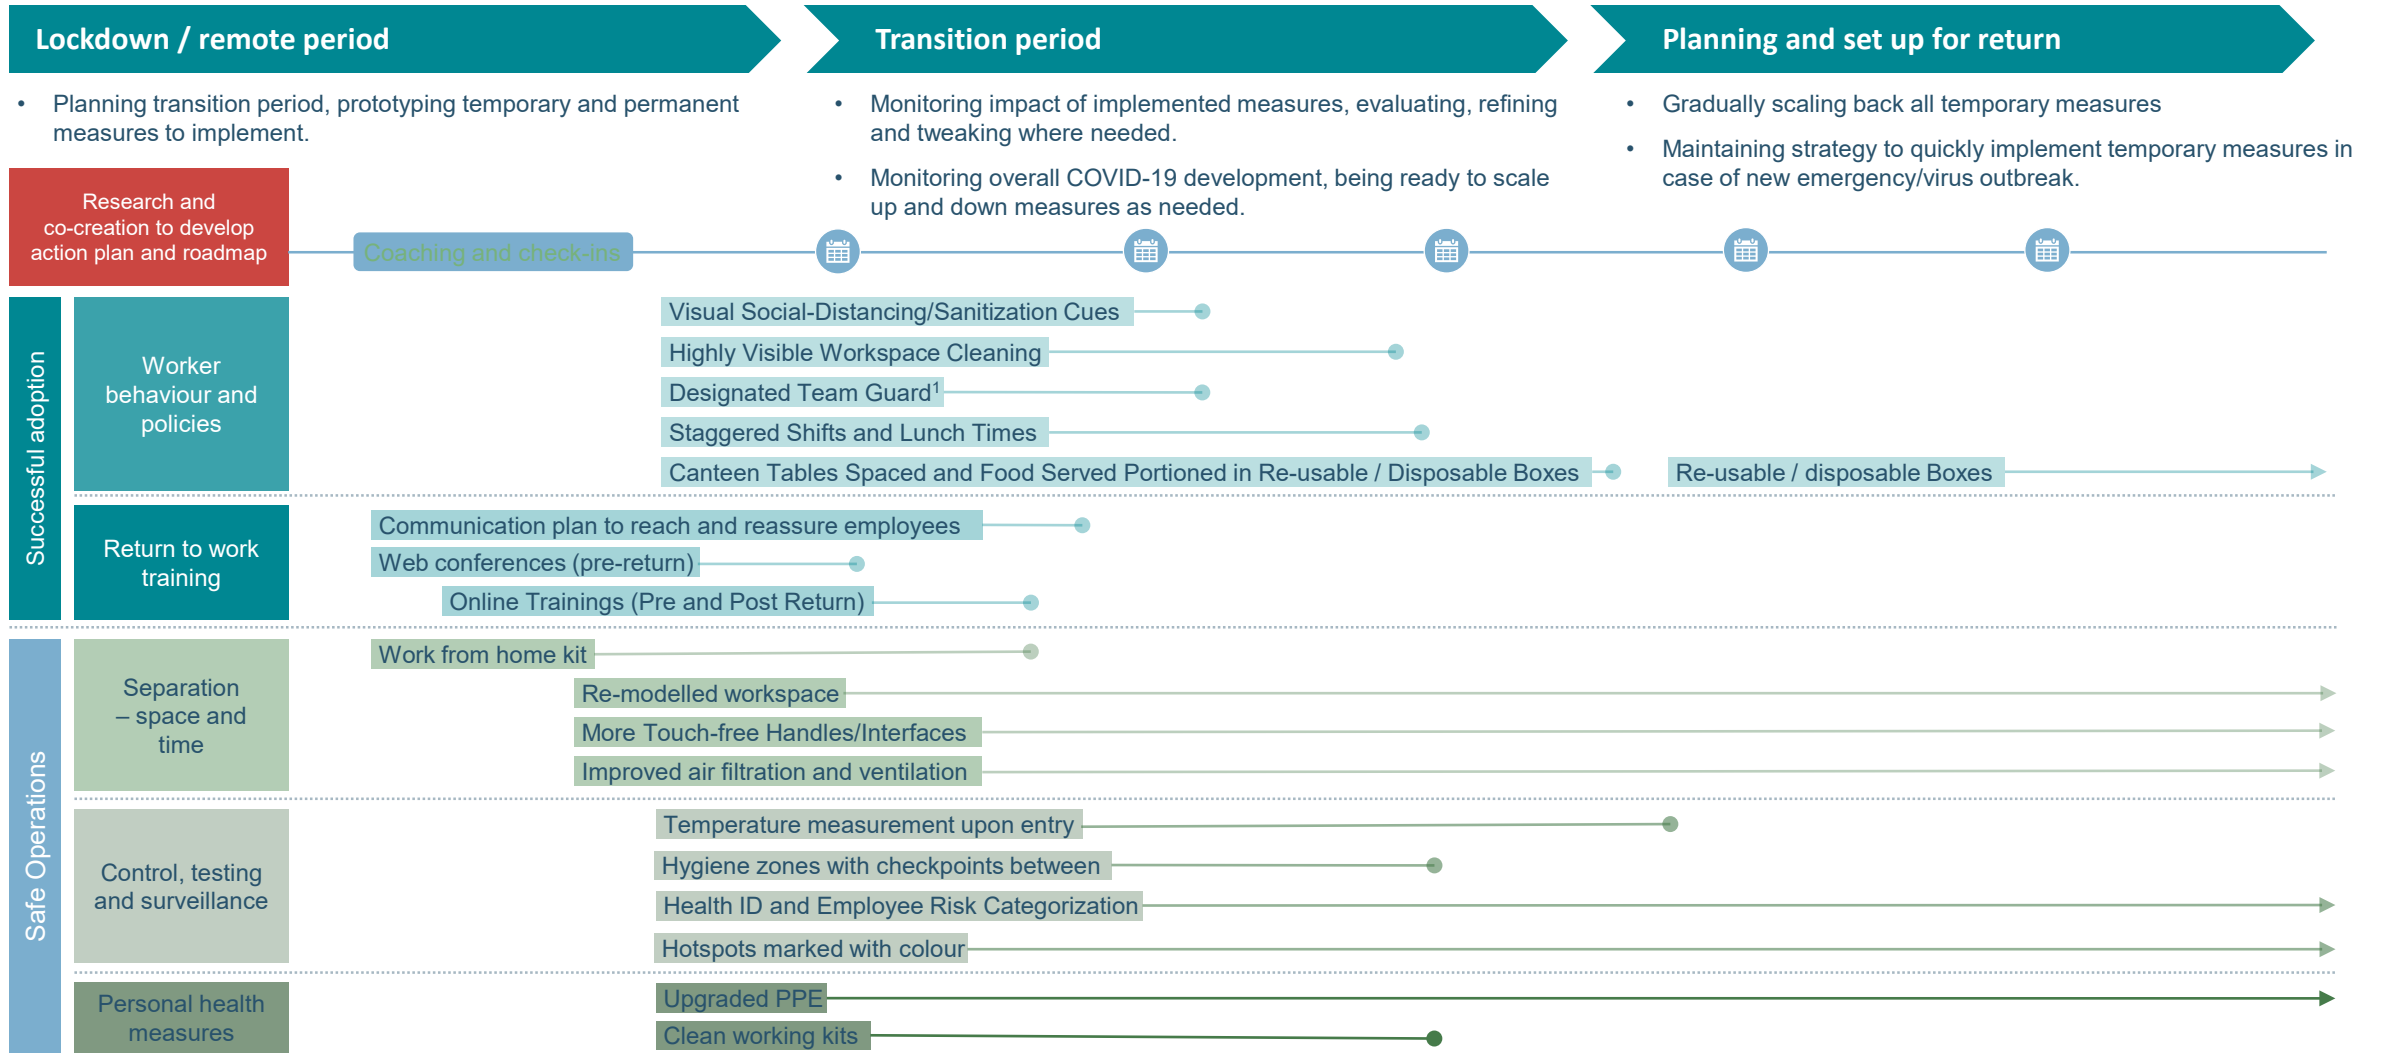 Lockdown / remote period
Transition period
Planning and set up for return
• Planning transition period, prototyping temporary and permanent
measures to implement.
• Monitoring impact of implemented measures, evaluating, refining
and tweaking where needed.
• Monitoring overall COVID-19 development, being ready to scale
up and down measures as needed.
• Gradually scaling back all temporary measures
• Maintaining strategy to quickly implement temporary measures in
case of new emergency/virus outbreak.
Research and
co-creation to develop
action plan and roadmap
Coaching and check-ins
Successful adoption
Worker
behaviour and
policies
Visual Social-Distancing/Sanitization Cues
Highly Visible Workspace Cleaning
Designated Team Guard¹
Staggered Shifts and Lunch Times
Canteen Tables Spaced and Food Served Portioned in Re-usable / Disposable Boxes
Re-usable / disposable Boxes
Return to work
training
Communication plan to reach and reassure employees
Web conferences (pre-return)
Online Trainings (Pre and Post Return)
Safe Operations
Separation
– space and
time
Work from home kit
Re-modelled workspace
More Touch-free Handles/Interfaces
Improved air filtration and ventilation
Control, testing
and surveillance
Temperature measurement upon entry
Hygiene zones with checkpoints between
Health ID and Employee Risk Categorization
Hotspots marked with colour
Personal health
measures
Upgraded PPE
Clean working kits